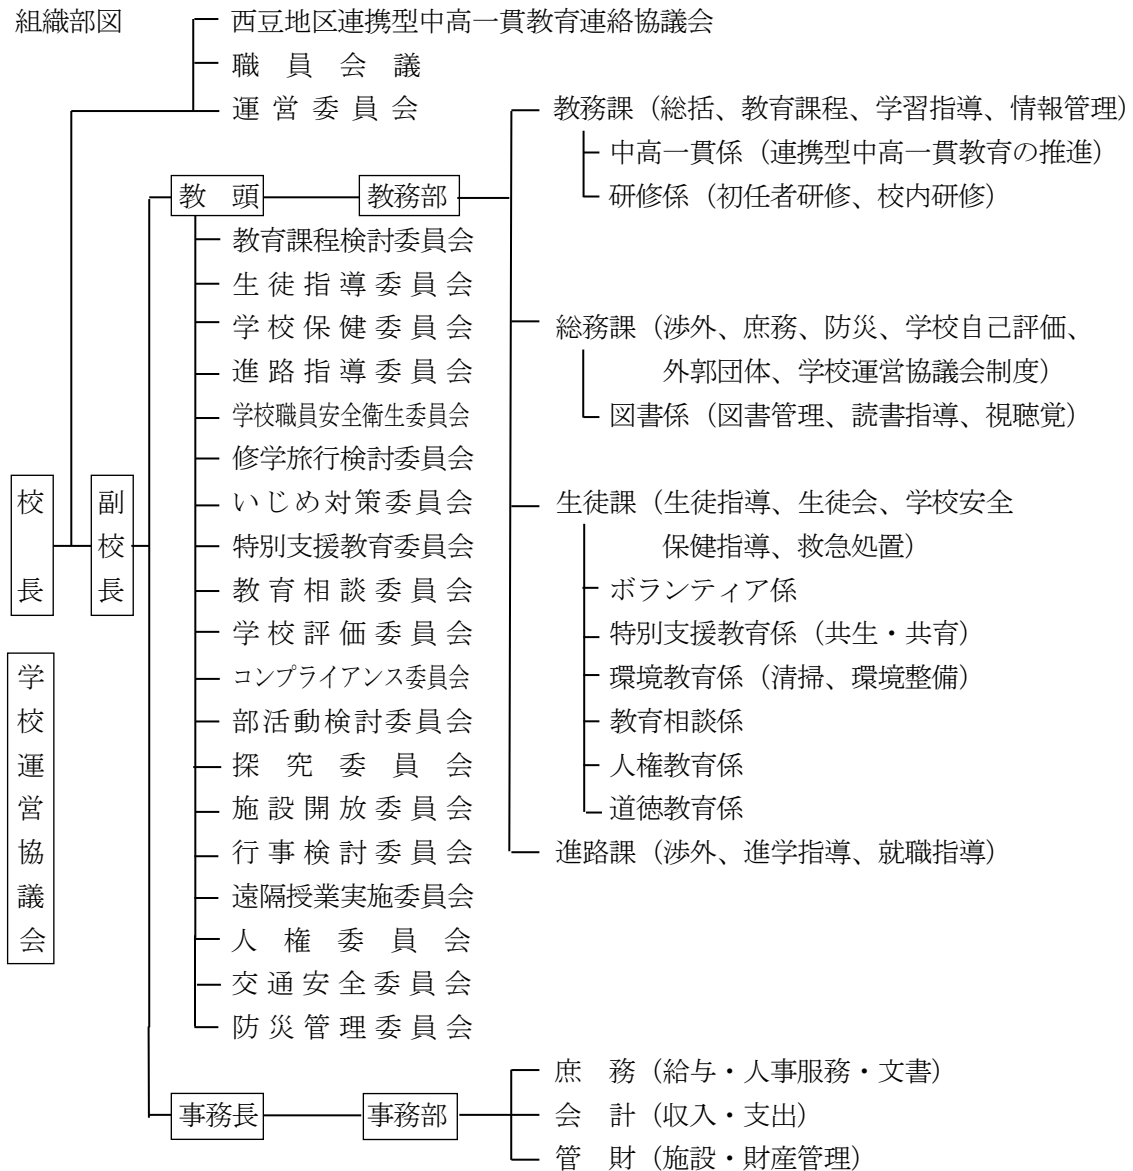 組織部図
西豆地区連携型中高一貫教育連絡協議会
職員会議
運営委員会
校長
副校長
学校運営協議会
教頭
教務部
教育課程検討委員会
生徒指導委員会
学校保健委員会
進路指導委員会
学校職員安全衛生委員会
修学旅行検討委員会
いじめ対策委員会
特別支援教育委員会
教育相談委員会
学校評価委員会
コンプライアンス委員会
部活動検討委員会
探究委員会
施設開放委員会
行事検討委員会
遠隔授業実施委員会
人権委員会
交通安全委員会
防災管理委員会
教務課（総括、教育課程、学習指導、情報管理）
中高一貫係（連携型中高一貫教育の推進）
研修係（初任者研修、校内研修）
総務課（渉外、庶務、防災、学校自己評価、
外郭団体、学校運営協議会制度）
図書係（図書管理、読書指導、視聴覚）
生徒課（生徒指導、生徒会、学校安全
保健指導、救急処置）
ボランティア係
特別支援教育係（共生・共育）
環境教育係（清掃、環境整備）
教育相談係
人権教育係
道徳教育係
進路課（渉外、進学指導、就職指導）
事務長
事務部
庶務（給与・人事服務・文書）
会計（収入・支出）
管財（施設・財産管理）